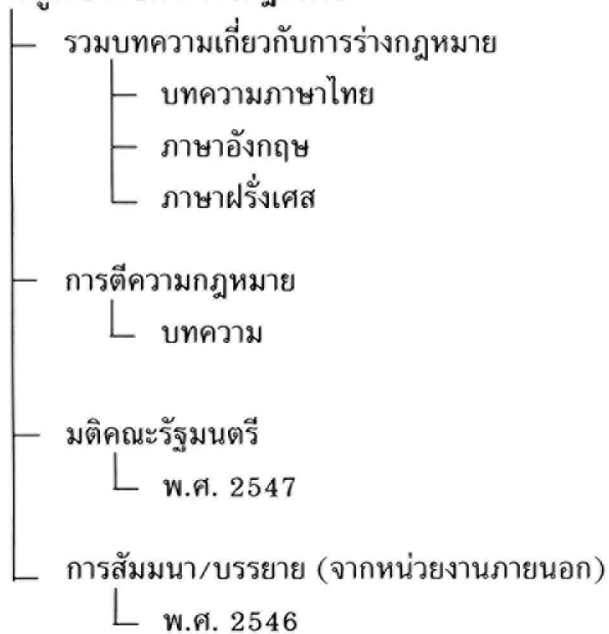 รวมบทความเกี่ยวกับการร่างกฎหมาย
บทความภาษาไทย
ภาษาอังกฤษ
ภาษาฝรั่งเศส
การตีความกฎหมาย
บทความ
มติคณะรัฐมนตรี
พ.ศ. 2547
การสัมมนา/บรรยาย (จากหน่วยงานภายนอก)
พ.ศ. 2546